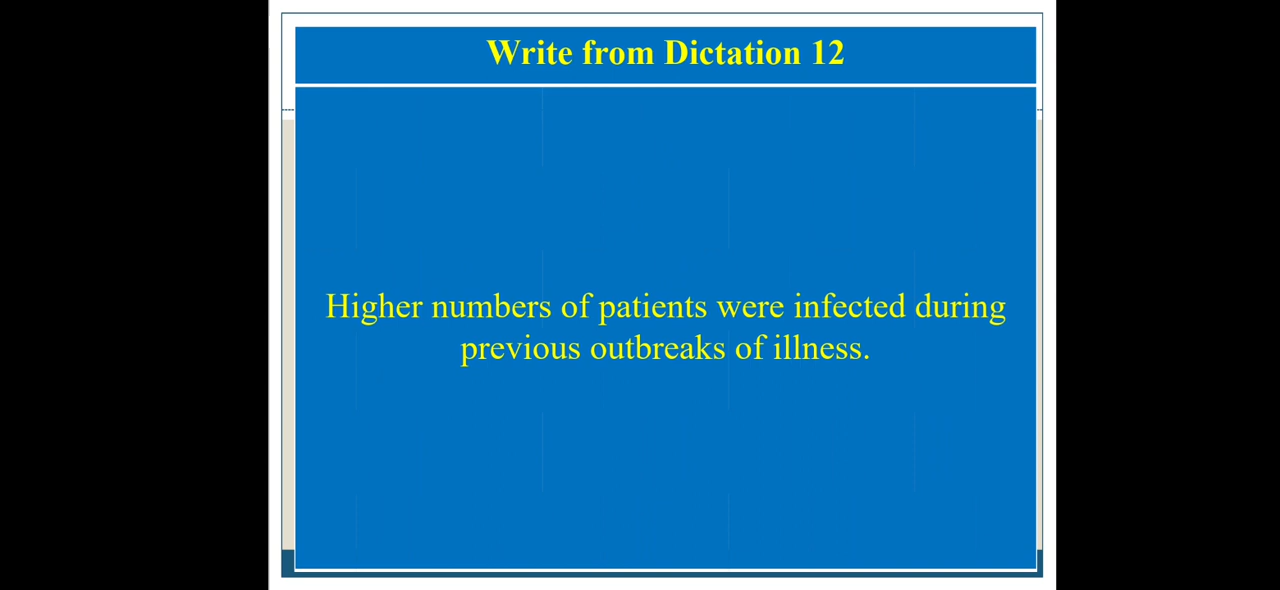 Write from Dictation 12
Higher numbers of patients were infected during
previous outbreaks of illness.